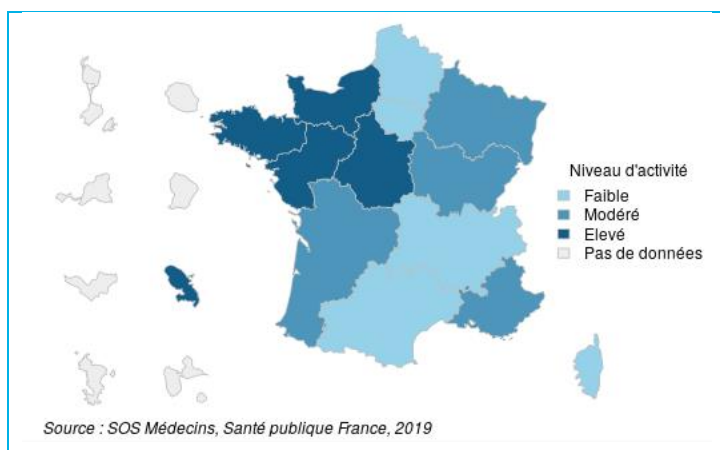 Niveau d'activité
Faible
Modéré
Elevé
Pas de données
Source : SOS Médecins, Santé publique France, 2019